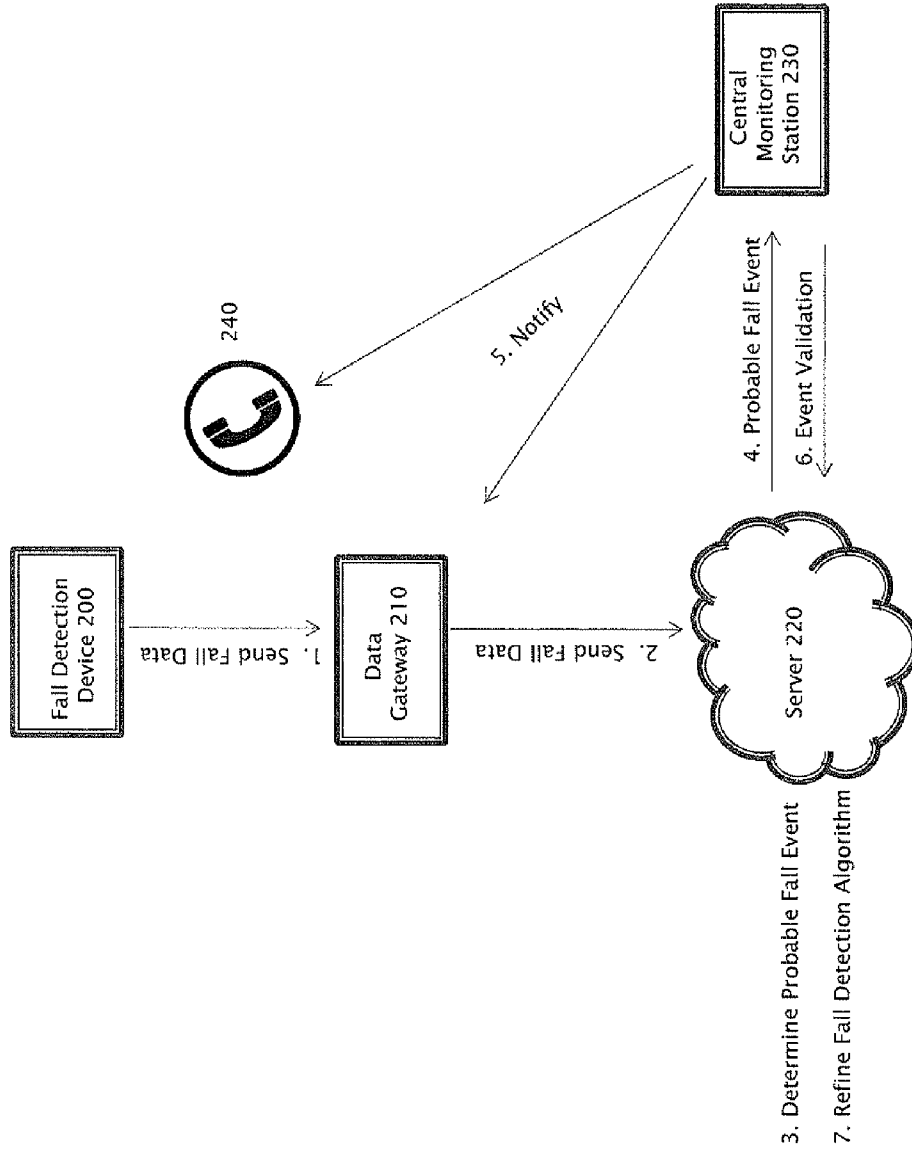 Fall Detection
Device 200
1. Send Fall Data
Data
Gateway 210
2. Send Fall Data
Server 220
3. Determine Probable Fall Event
7. Refine Fall Detection Algorithm
4. Probable Fall Event
6. Event Validation
Central
Monitoring
Station 230
5. Notify
240